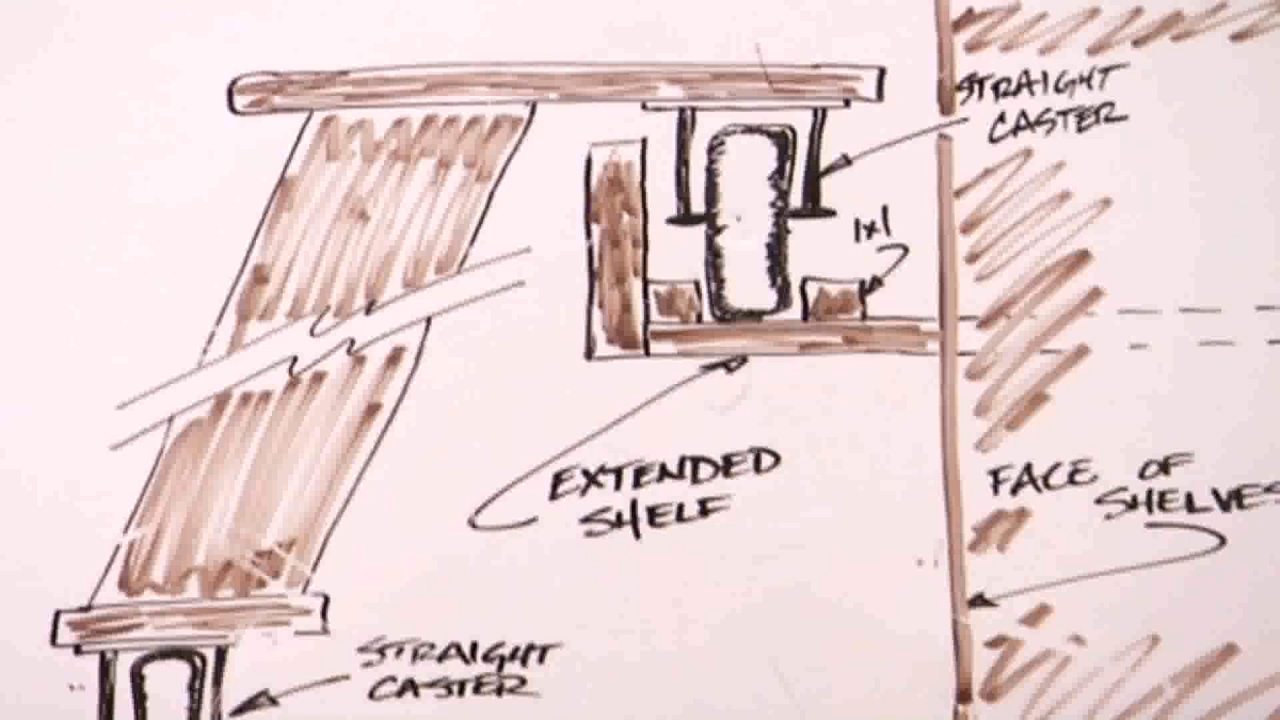 STRAIGHT
CASTER
1x1
EXTENDED
SHELF
FACE OF
SHELVES
STRAIGHT
CASTER